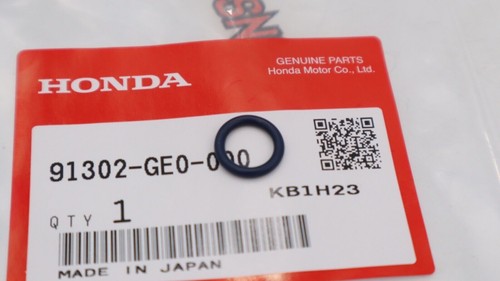 GENUINE PARTS
HONDA
Honda Motor Co., Ltd.
91302-GE0-000
KB1H23
QTY 1
MADE IN JAPAN